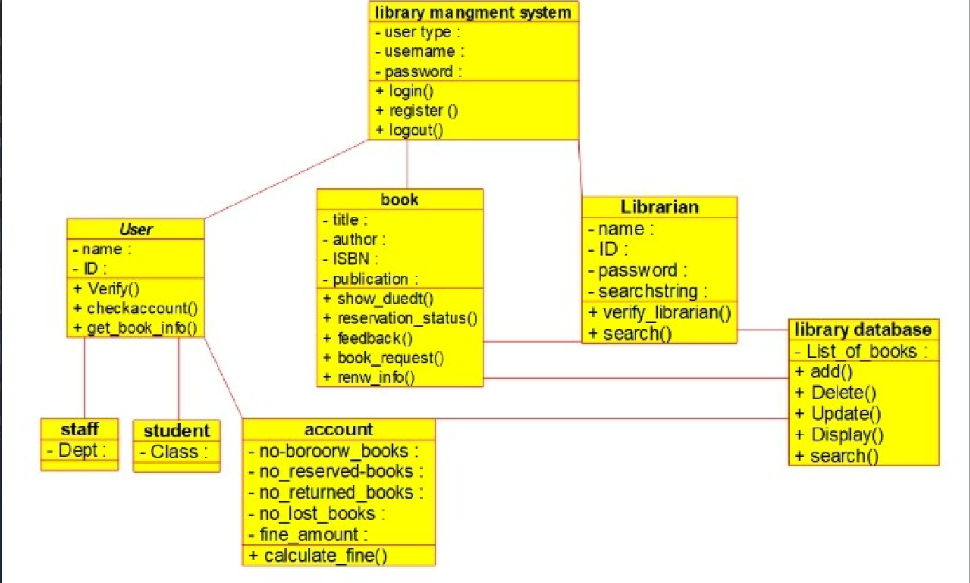 library mangment system
- user type :
- username :
- password :
+ login()
+ register ()
+ logout()
User
- name :
- ID :
+ Verify()
+ checkaccount()
+ get_book_info()
book
- title :
- author :
- ISBN :
- publication :
+ show_duedt()
+ reservation_status()
+ feedback()
+ book_request()
+ renw_info()
Librarian
- name :
- ID :
- password :
- searchstring :
+ verify_librarian()
+ search()
library database
- List_of_books :
+ add()
+ Delete()
+ Update()
+ Display()
+ search()
staff
- Dept :
student
- Class :
account
- no-boroorw_books :
- no_reserved-books :
- no_returned_books :
- no_lost_books :
- fine_amount :
+ calculate_fine()